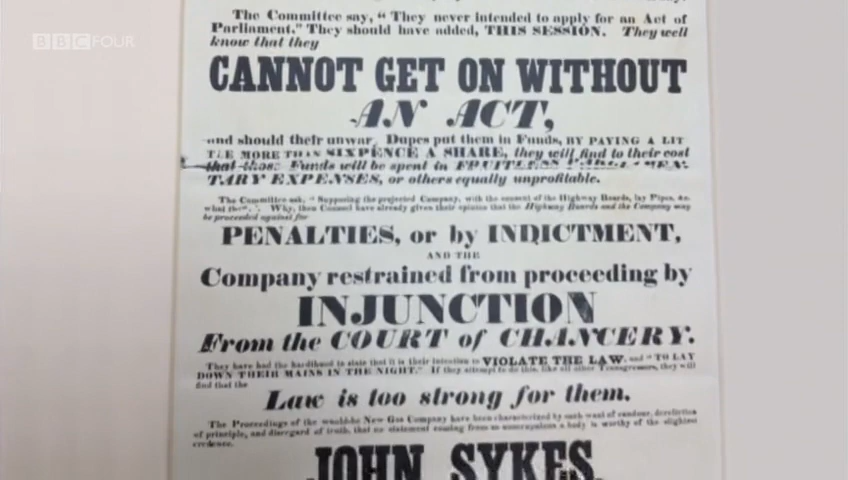 BBC FOUR
The Committee say, "They never intended to apply for an Act of
Parliament." They should have added, THIS SESSION. They well
know that they
CANNOT GET ON WITHOUT
AN ACT,
and should their unwar Dupes put them in Funds, BY PAYING A LIT
TLE MORE THAN SIXPENCE A SHARE, they will find to their cost
that those Funds will be spent in FRUITLESS PARLIAMEN
TARY EXPENSES, or others equally unprofitable.
The Committee ask, "Supposing the projected Company, with the consent of the Highway Boards, lay Pipes, &c.
what then". Why, then Counsel have already given their opinion that the Highway Boards and the Company may
be proceeded against for
PENALTIES, or by INDICTMENT,
AND THE
Company restrained from proceeding by
INJUNCTION
From the COURT of CHANCERY.
They have had the hardihood to state that it is their intention to VIOLATE THE LAW, and "TO LAY
DOWN THEIR MAINS IN THE NIGHT." If they attempt to do this, like all other Transgressors, they will
find that the
Law is too strong for them.
The Proceedings of the would-be New Gas Company have been characterized by such want of candour, dereliction
of principle, and disregard of truth, that no statement coming from so unscrupulous a body is worthy of the slightest
credence.
JOHN SYKES,